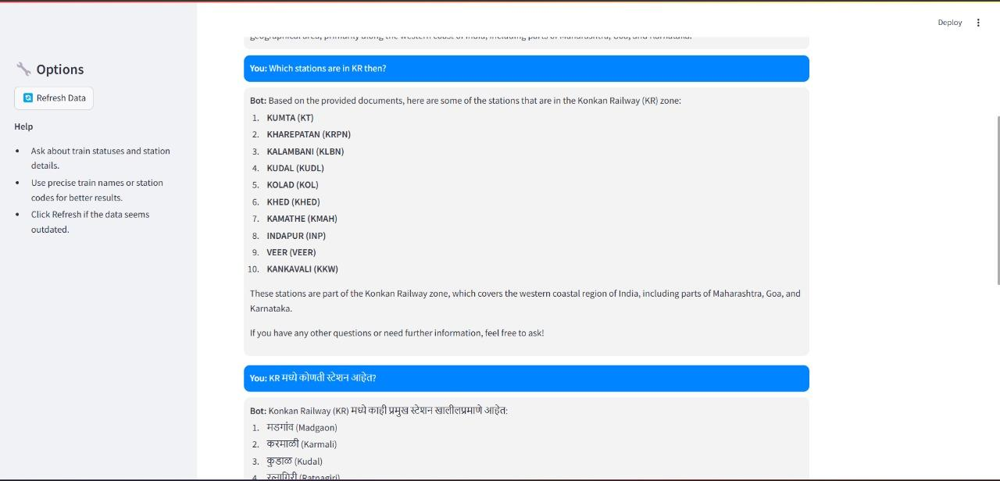 Deploy
geographical area, primarily along the western coast of India, including parts of Maharashtra, Goa, and Karnataka.
Options
Refresh Data
Help
Ask about train statuses and station
details.
Use precise train names or station
codes for better results.
Click Refresh if the data seems
outdated.
You: Which stations are in KR then?
Bot: Based on the provided documents, here are some of the stations that are in the Konkan Railway (KR) zone:
1. KUMTA (KT)
2. KHAREPATAN (KRPN)
3. KALAMBANI (KLBN)
4. KUDAL (KUDL)
5. KOLAD (KOL)
6. KHED (KHED)
7. KAMATHE (KMAH)
8. INDAPUR (INP)
9. VEER (VEER)
10. KANKAVALI (KKW)
These stations are part of the Konkan Railway zone, which covers the western coastal region of India, including parts of Maharashtra, Goa, and
Karnataka.
If you have any other questions or need further information, feel free to ask!
You: KR मध्ये कोणती स्टेशन आहेत?
Bot: Konkan Railway (KR) मध्ये काही प्रमुख स्टेशन खालीलप्रमाणे आहेत:
1. मडगांव (Madgaon)
2. करमाळी (Karmali)
3. कुडाळ (Kudal)
4. रत्नागिरी (Ratnagiri)